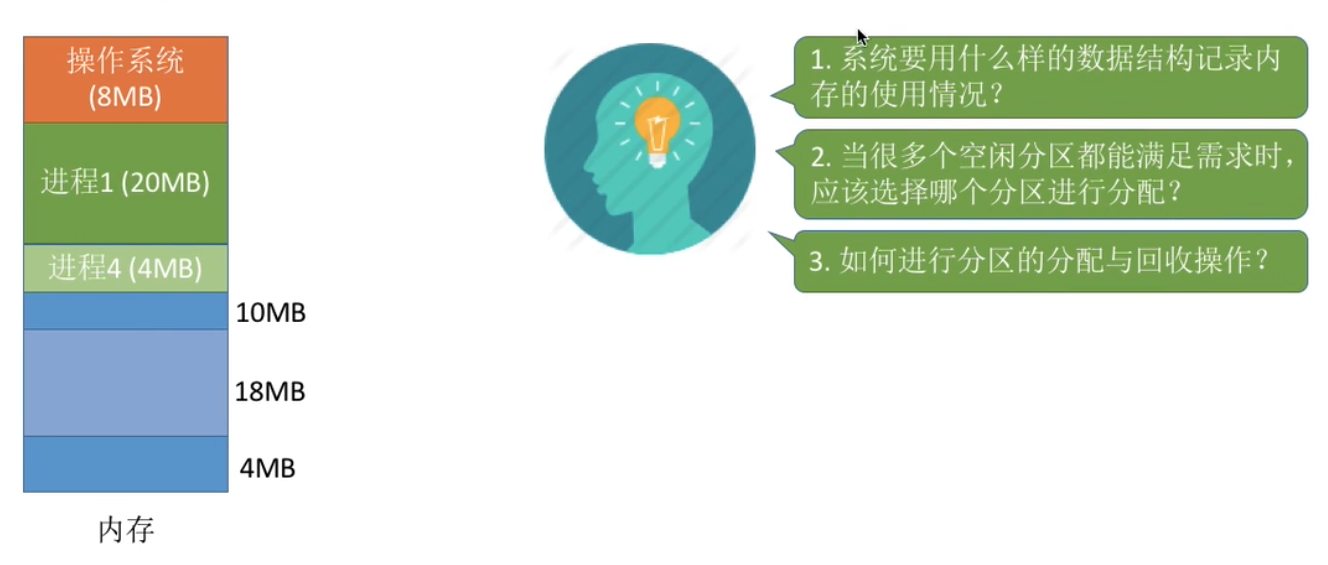 操作系统
(8MB)
进程1 (20MB)
进程4 (4MB)
10MB
18MB
4MB
内存
1. 系统要用什么样的数据结构记录内
存的使用情况？
2. 当很多个空闲分区都能满足需求时，
应该选择哪个分区进行分配？
3. 如何进行分区的分配与回收操作？